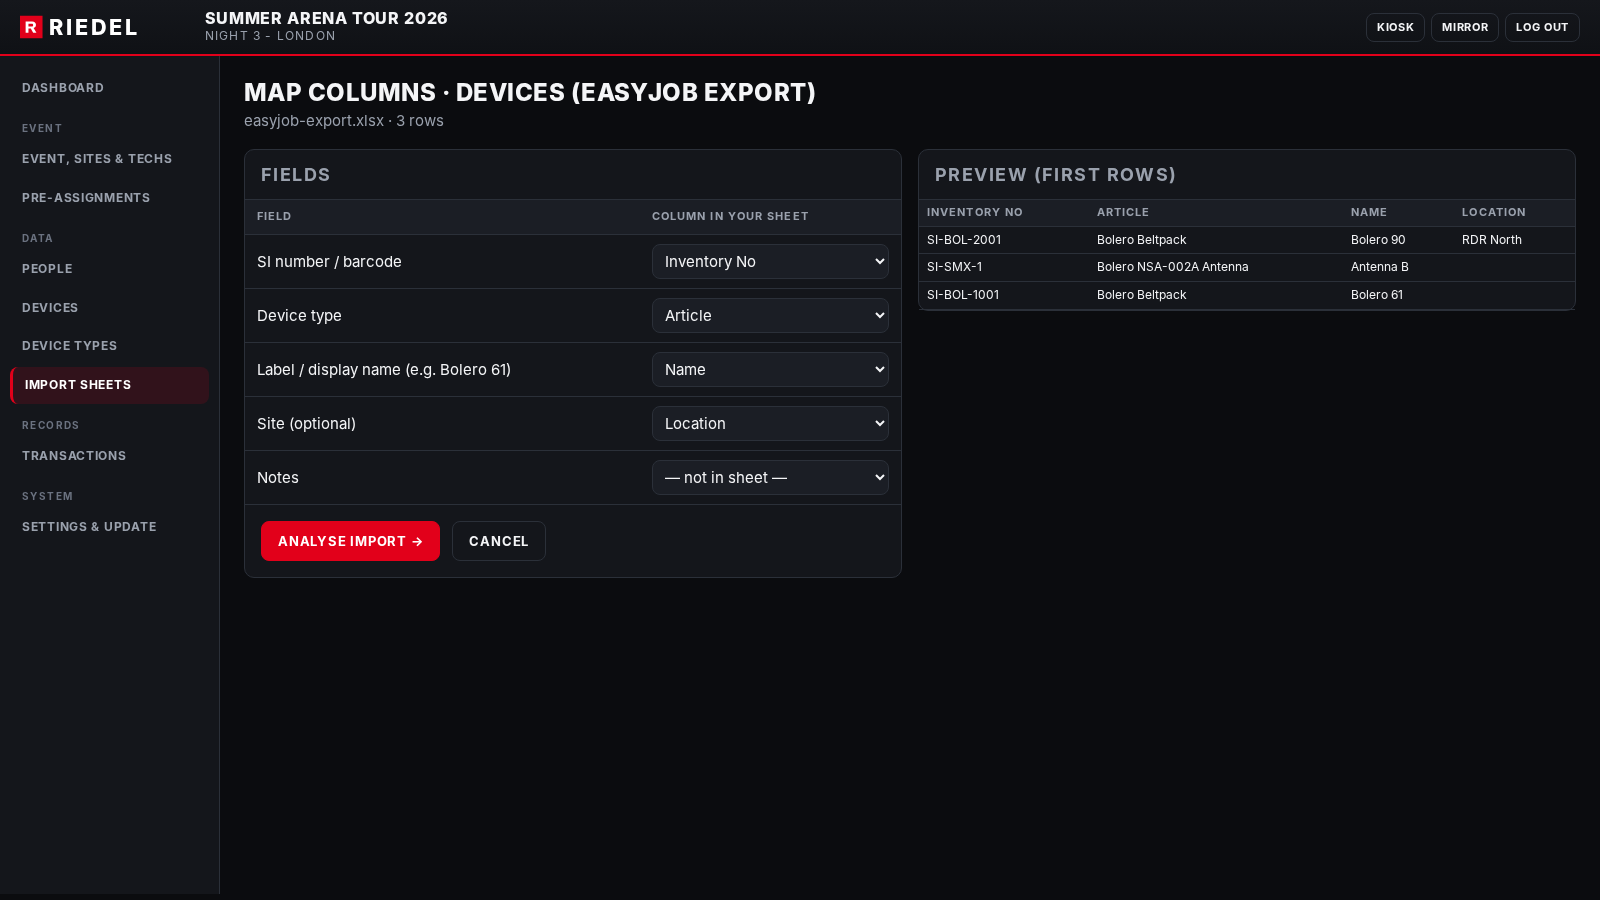 R RIEDEL
SUMMER ARENA TOUR 2026
NIGHT 3 - LONDON
KIOSK
MIRROR
LOG OUT
DASHBOARD
EVENT
EVENT, SITES & TECHS
PRE-ASSIGNMENTS
DATA
PEOPLE
DEVICES
DEVICE TYPES
IMPORT SHEETS
RECORDS
TRANSACTIONS
SYSTEM
SETTINGS & UPDATE
MAP COLUMNS · DEVICES (EASYJOB EXPORT)
easyjob-export.xlsx · 3 rows
FIELDS
FIELD COLUMN IN YOUR SHEET
SI number / barcode Inventory No
Device type Article
Label / display name (e.g. Bolero 61) Name
Site (optional) Location
Notes — not in sheet —
ANALYSE IMPORT → CANCEL
PREVIEW (FIRST ROWS)
INVENTORY NO ARTICLE NAME LOCATION
SI-BOL-2001 Bolero Beltpack Bolero 90 RDR North
SI-SMX-1 Bolero NSA-002A Antenna Antenna B
SI-BOL-1001 Bolero Beltpack Bolero 61